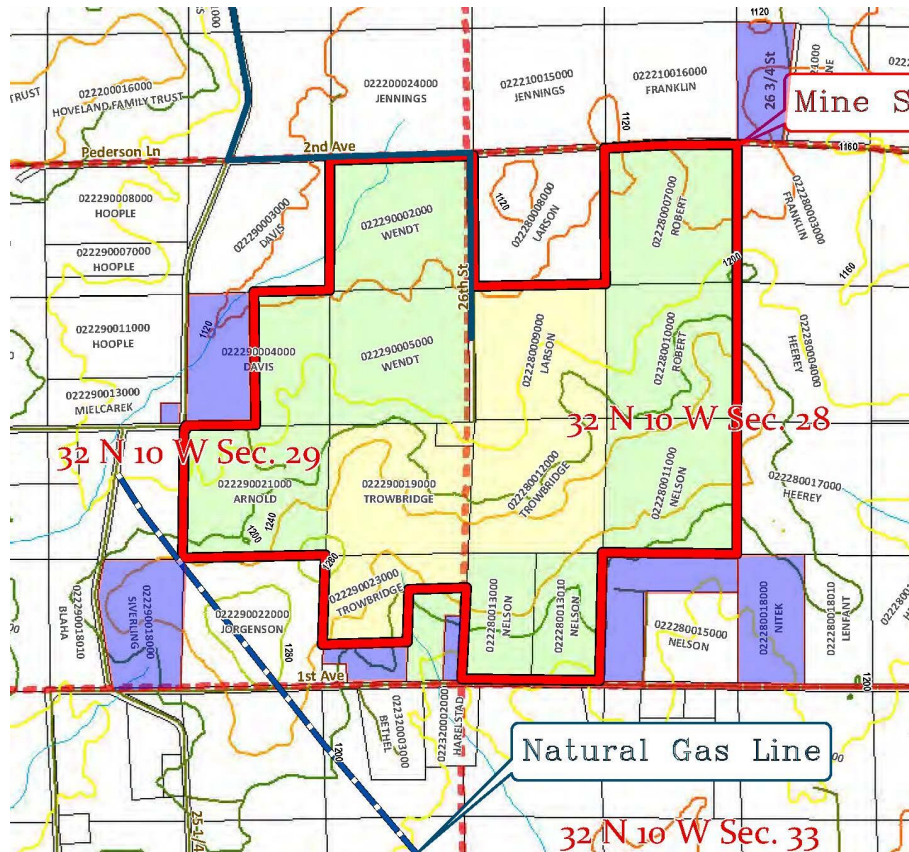 1120
022200016000
HOVELAND FAMILY TRUST
TRUST
022200024000
JENNINGS
022210015000
JENNINGS
022210016000
FRANKLIN
26 3/4 St
Mine S
1120
Pederson Ln
2nd Ave
1160
022290008000
HOOPLE
022290003000
DAVIS
022290002000
WENDT
1120
022280008000
LARSON
022280007000
ROBERT
022280003000
FRANKLIN
022290007000
HOOPLE
26th St
1200
1160
022290011000
HOOPLE
1120
022290004000
DAVIS
022290005000
WENDT
022280009000
LARSON
022280010000
ROBERT
022280004000
HEEREY
022290013000
MIELCAREK
32 N 10 W Sec. 29
32 N 10 W Sec. 28
022290021000
ARNOLD
022290019000
TROWBRIDGE
022280012000
TROWBRIDGE
022280011000
NELSON
022280017000
HEEREY
1240
1200
1280
022290023000
TROWBRIDGE
022290018010
BLAHA
022290018000
SIVERLING
022290022000
JORGENSON
1280
022280013000
NELSON
022280013010
NELSON
022280015000
NELSON
022280018000
NITEK
022280018010
LENFANT
1st Ave
1200
022320003000
BETHEL
022320002000
HARELSTAD
1200
Natural Gas Line
25-1/4
32 N 10 W Sec. 33